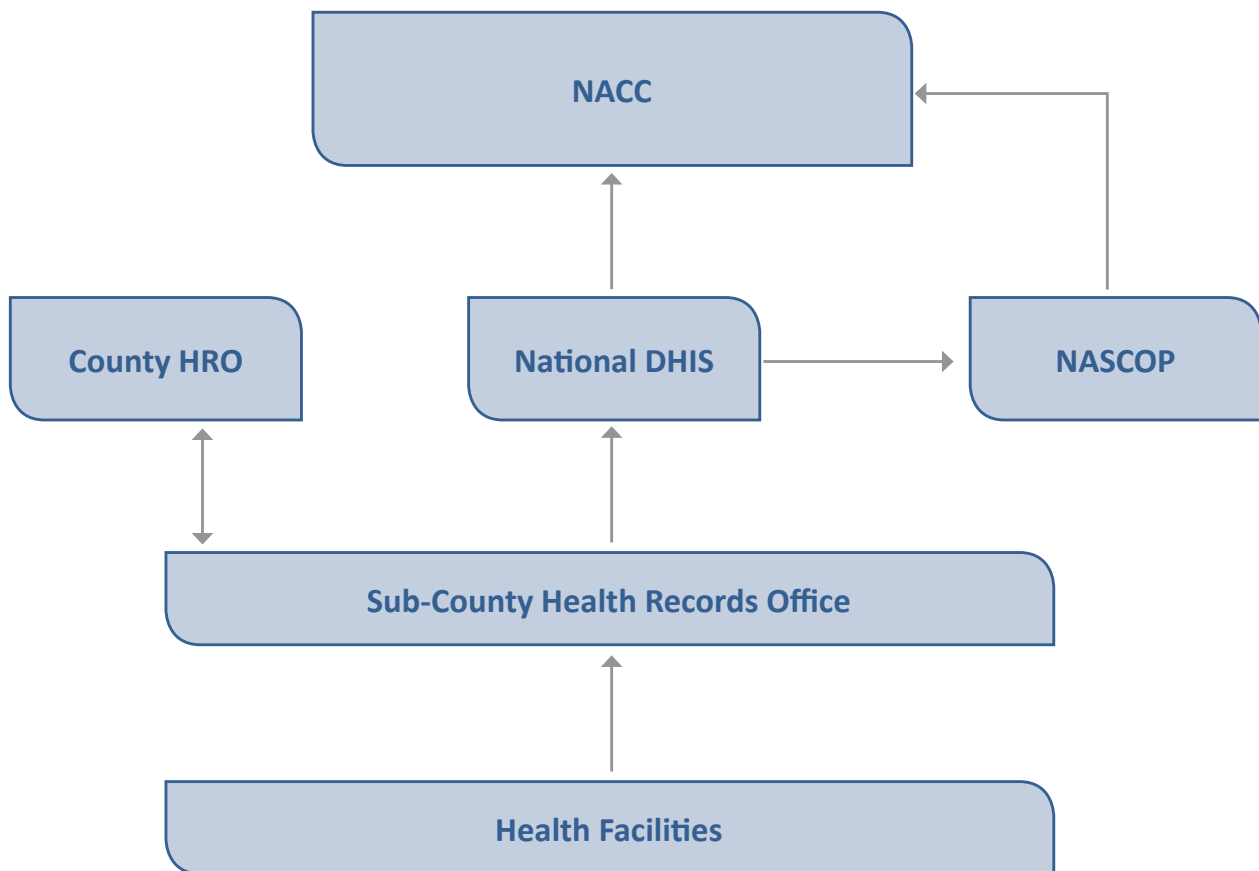 NACC
County HRO
National DHIS
NASCOP
Sub-County Health Records Office
Health Facilities